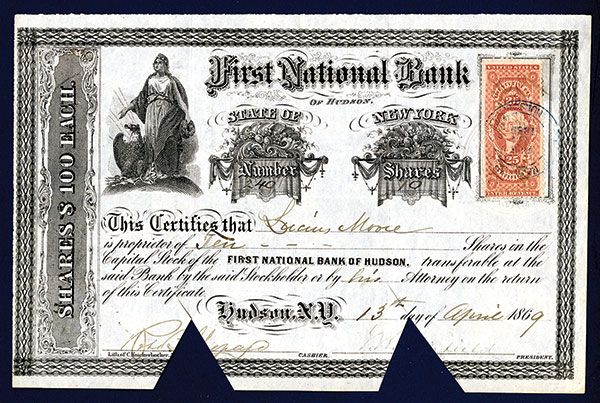 SHARES $ 100 EACH.
First National Bank
OF HUDSON.
STATE OF NEW YORK
Number Shares
240 10
25
This Certifies that Lucius Moore
is proprietor of Ten Shares in the
Capital Stock of the FIRST NATIONAL BANK OF HUDSON, transferable at the
said Bank by the said Stockholder or by his Attorney on the return
of this Certificate
Hudson, N.Y. 13th day of April 1869
CASHIER. PRESIDENT.